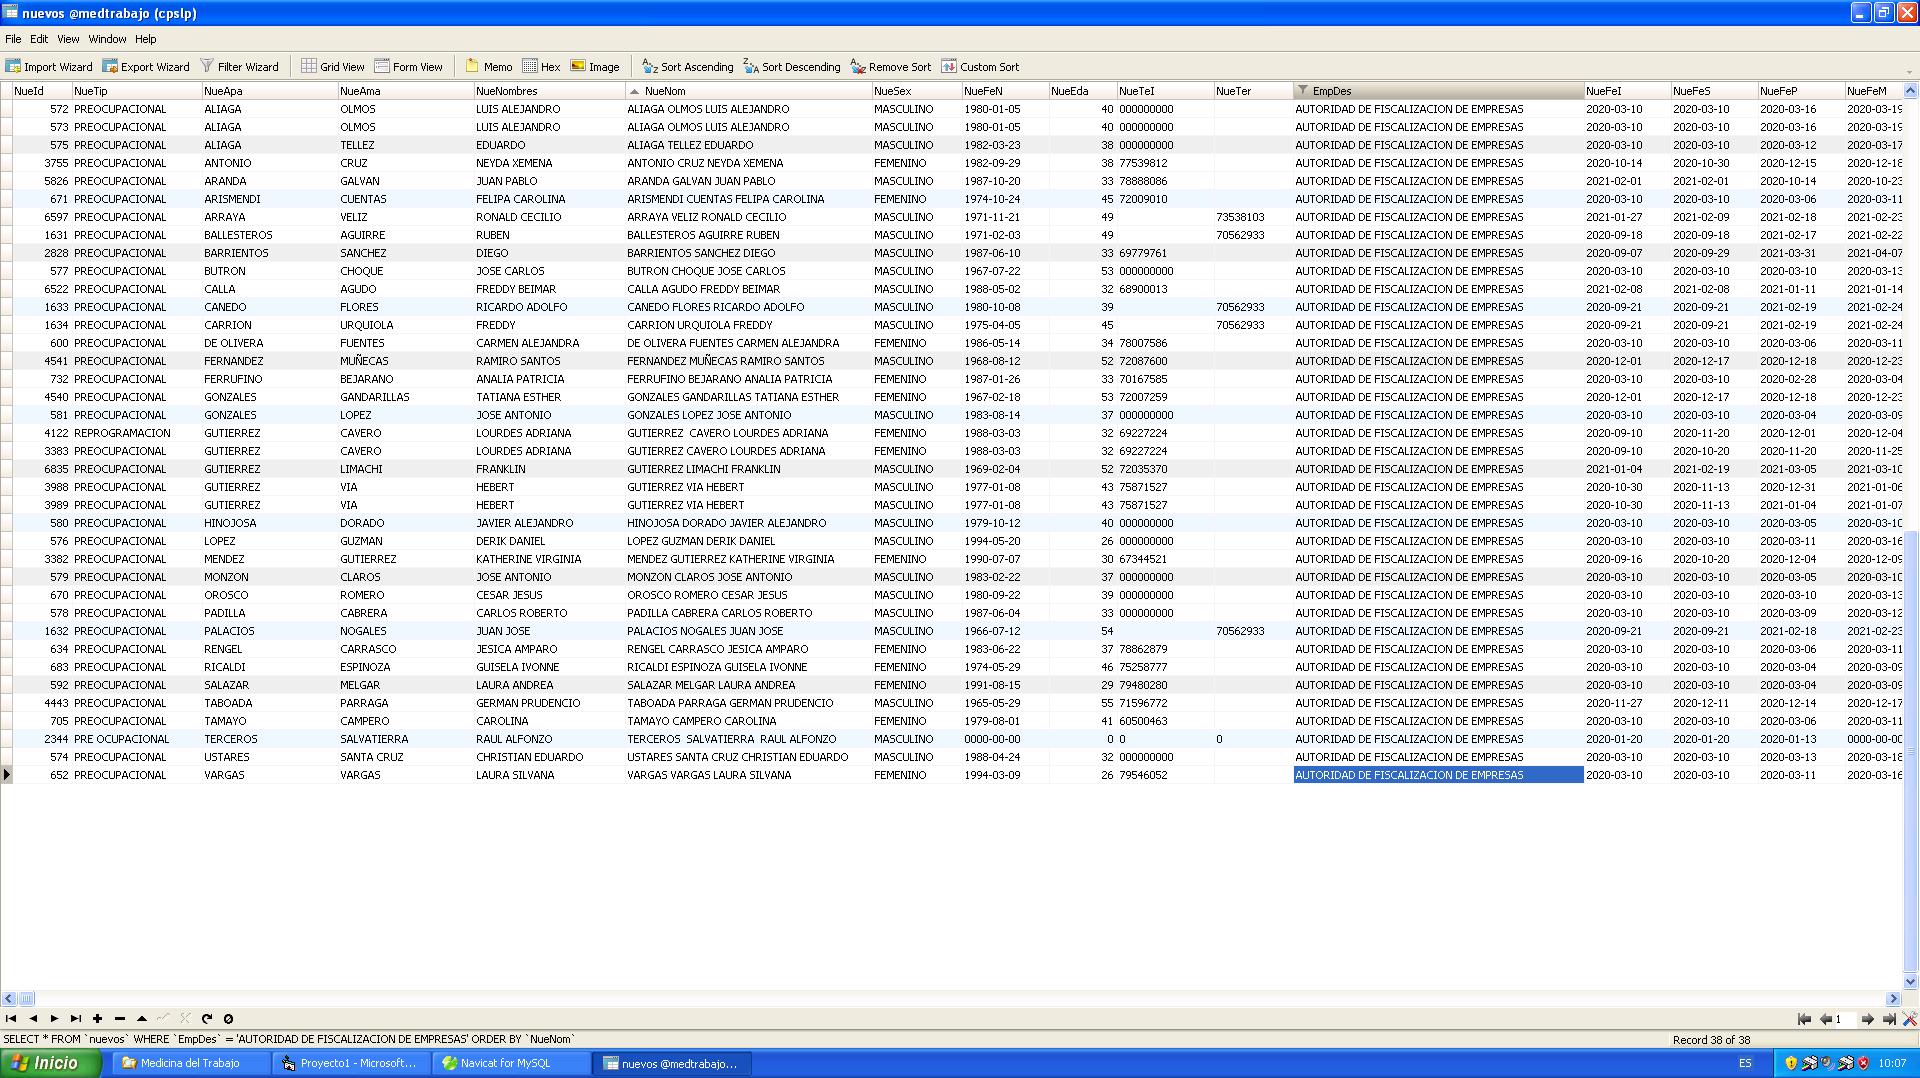 nuevos @medtrabajo (cpslp)
File Edit View Window Help
Import Wizard Export Wizard Filter Wizard Grid View Form View Memo Hex Image Sort Ascending Sort Descending Remove Sort Custom Sort
NueId NueTip NueApa NueAma NueNombres NueNom NueSex NueFeN NueEda NueTeI NueTer EmpDes NueFeI NueFeS NueFeP NueFeM
572 PREOCUPACIONAL ALIAGA OLMOS LUIS ALEJANDRO ALIAGA OLMOS LUIS ALEJANDRO MASCULINO 1980-01-05 40 000000000 AUTORIDAD DE FISCALIZACION DE EMPRESAS 2020-03-10 2020-03-10 2020-03-16 2020-03-19
573 PREOCUPACIONAL ALIAGA OLMOS LUIS ALEJANDRO ALIAGA OLMOS LUIS ALEJANDRO MASCULINO 1980-01-05 40 000000000 AUTORIDAD DE FISCALIZACION DE EMPRESAS 2020-03-10 2020-03-10 2020-03-16 2020-03-19
575 PREOCUPACIONAL ALIAGA TELLEZ EDUARDO ALIAGA TELLEZ EDUARDO MASCULINO 1982-03-23 38 000000000 AUTORIDAD DE FISCALIZACION DE EMPRESAS 2020-03-10 2020-03-10 2020-03-12 2020-03-17
3755 PREOCUPACIONAL ANTONIO CRUZ NEYDA XEMENA ANTONIO CRUZ NEYDA XEMENA FEMENINO 1982-09-29 38 77539812 AUTORIDAD DE FISCALIZACION DE EMPRESAS 2020-10-14 2020-10-30 2020-12-15 2020-12-18
5826 PREOCUPACIONAL ARANDA GALVAN JUAN PABLO ARANDA GALVAN JUAN PABLO MASCULINO 1987-10-20 33 78888086 AUTORIDAD DE FISCALIZACION DE EMPRESAS 2021-02-01 2021-02-01 2020-10-14 2020-10-23
671 PREOCUPACIONAL ARISMENDI CUENTAS FELIPA CAROLINA ARISMENDI CUENTAS FELIPA CAROLINA FEMENINO 1974-10-24 45 72009010 AUTORIDAD DE FISCALIZACION DE EMPRESAS 2020-03-10 2020-03-10 2020-03-06 2020-03-11
6597 PREOCUPACIONAL ARRAYA VELIZ RONALD CECILIO ARRAYA VELIZ RONALD CECILIO MASCULINO 1971-11-21 49 73538103 AUTORIDAD DE FISCALIZACION DE EMPRESAS 2021-01-27 2021-02-09 2021-02-18 2021-02-23
1631 PREOCUPACIONAL BALLESTEROS AGUIRRE RUBEN BALLESTEROS AGUIRRE RUBEN MASCULINO 1971-02-03 49 70562933 AUTORIDAD DE FISCALIZACION DE EMPRESAS 2020-09-18 2020-09-18 2021-02-17 2021-02-22
2828 PREOCUPACIONAL BARRIENTOS SANCHEZ DIEGO BARRIENTOS SANCHEZ DIEGO MASCULINO 1987-06-10 33 69779761 AUTORIDAD DE FISCALIZACION DE EMPRESAS 2020-09-07 2020-09-29 2021-03-31 2021-04-07
577 PREOCUPACIONAL BUTRON CHOQUE JOSE CARLOS BUTRON CHOQUE JOSE CARLOS MASCULINO 1967-07-22 53 000000000 AUTORIDAD DE FISCALIZACION DE EMPRESAS 2020-03-10 2020-03-10 2020-03-10 2020-03-13
6522 PREOCUPACIONAL CALLA AGUDO FREDDY BEIMAR CALLA AGUDO FREDDY BEIMAR MASCULINO 1988-05-02 32 68900013 AUTORIDAD DE FISCALIZACION DE EMPRESAS 2021-02-08 2021-02-08 2021-01-11 2021-01-14
1633 PREOCUPACIONAL CANEDO FLORES RICARDO ADOLFO CANEDO FLORES RICARDO ADOLFO MASCULINO 1980-10-08 39 70562933 AUTORIDAD DE FISCALIZACION DE EMPRESAS 2020-09-21 2020-09-21 2021-02-19 2021-02-24
1634 PREOCUPACIONAL CARRION URQUIOLA FREDDY CARRION URQUIOLA FREDDY MASCULINO 1975-04-05 45 70562933 AUTORIDAD DE FISCALIZACION DE EMPRESAS 2020-09-21 2020-09-21 2021-02-19 2021-02-24
600 PREOCUPACIONAL DE OLIVERA FUENTES CARMEN ALEJANDRA DE OLIVERA FUENTES CARMEN ALEJANDRA FEMENINO 1986-05-14 34 78007586 AUTORIDAD DE FISCALIZACION DE EMPRESAS 2020-03-10 2020-03-10 2020-03-06 2020-03-11
4541 PREOCUPACIONAL FERNANDEZ MUÑECAS RAMIRO SANTOS FERNANDEZ MUÑECAS RAMIRO SANTOS MASCULINO 1968-08-12 52 72087600 AUTORIDAD DE FISCALIZACION DE EMPRESAS 2020-12-01 2020-12-17 2020-12-18 2020-12-23
732 PREOCUPACIONAL FERRUFINO BEJARANO ANALIA PATRICIA FERRUFINO BEJARANO ANALIA PATRICIA FEMENINO 1987-01-26 33 70167585 AUTORIDAD DE FISCALIZACION DE EMPRESAS 2020-03-10 2020-03-10 2020-02-28 2020-03-04
4540 PREOCUPACIONAL GONZALES GANDARILLAS TATIANA ESTHER GONZALES GANDARILLAS TATIANA ESTHER FEMENINO 1967-02-18 53 72007259 AUTORIDAD DE FISCALIZACION DE EMPRESAS 2020-12-01 2020-12-17 2020-12-18 2020-12-23
581 PREOCUPACIONAL GONZALES LOPEZ JOSE ANTONIO GONZALES LOPEZ JOSE ANTONIO MASCULINO 1983-08-14 37 000000000 AUTORIDAD DE FISCALIZACION DE EMPRESAS 2020-03-10 2020-03-10 2020-03-04 2020-03-09
4122 REPROGRAMACION GUTIERREZ CAVERO LOURDES ADRIANA GUTIERREZ CAVERO LOURDES ADRIANA FEMENINO 1988-03-03 32 69227224 AUTORIDAD DE FISCALIZACION DE EMPRESAS 2020-09-10 2020-11-20 2020-12-01 2020-12-04
3383 PREOCUPACIONAL GUTIERREZ CAVERO LOURDES ADRIANA GUTIERREZ CAVERO LOURDES ADRIANA FEMENINO 1988-03-03 32 69227224 AUTORIDAD DE FISCALIZACION DE EMPRESAS 2020-09-10 2020-10-20 2020-11-20 2020-11-25
6835 PREOCUPACIONAL GUTIERREZ LIMACHI FRANKLIN GUTIERREZ LIMACHI FRANKLIN MASCULINO 1969-02-04 52 72035370 AUTORIDAD DE FISCALIZACION DE EMPRESAS 2021-01-04 2021-02-19 2021-03-05 2021-03-10
3988 PREOCUPACIONAL GUTIERREZ VIA HEBERT GUTIERREZ VIA HEBERT MASCULINO 1977-01-08 43 75871527 AUTORIDAD DE FISCALIZACION DE EMPRESAS 2020-10-30 2020-11-13 2020-12-31 2021-01-06
3989 PREOCUPACIONAL GUTIERREZ VIA HEBERT GUTIERREZ VIA HEBERT MASCULINO 1977-01-08 43 75871527 AUTORIDAD DE FISCALIZACION DE EMPRESAS 2020-10-30 2020-11-13 2021-01-04 2021-01-07
580 PREOCUPACIONAL HINOJOSA DORADO JAVIER ALEJANDRO HINOJOSA DORADO JAVIER ALEJANDRO MASCULINO 1979-10-12 40 000000000 AUTORIDAD DE FISCALIZACION DE EMPRESAS 2020-03-10 2020-03-10 2020-03-05 2020-03-10
576 PREOCUPACIONAL LOPEZ GUZMAN DERIK DANIEL LOPEZ GUZMAN DERIK DANIEL MASCULINO 1994-05-20 26 000000000 AUTORIDAD DE FISCALIZACION DE EMPRESAS 2020-03-10 2020-03-10 2020-03-11 2020-03-16
3382 PREOCUPACIONAL MENDEZ GUTIERREZ KATHERINE VIRGINIA MENDEZ GUTIERREZ KATHERINE VIRGINIA FEMENINO 1990-07-07 30 67344521 AUTORIDAD DE FISCALIZACION DE EMPRESAS 2020-09-16 2020-10-20 2020-12-04 2020-12-09
579 PREOCUPACIONAL MONZON CLAROS JOSE ANTONIO MONZON CLAROS JOSE ANTONIO MASCULINO 1983-02-22 37 000000000 AUTORIDAD DE FISCALIZACION DE EMPRESAS 2020-03-10 2020-03-10 2020-03-05 2020-03-10
670 PREOCUPACIONAL OROSCO ROMERO CESAR JESUS OROSCO ROMERO CESAR JESUS MASCULINO 1980-09-22 39 000000000 AUTORIDAD DE FISCALIZACION DE EMPRESAS 2020-03-10 2020-03-10 2020-03-10 2020-03-13
578 PREOCUPACIONAL PADILLA CABRERA CARLOS ROBERTO PADILLA CABRERA CARLOS ROBERTO MASCULINO 1987-06-04 33 000000000 AUTORIDAD DE FISCALIZACION DE EMPRESAS 2020-03-10 2020-03-10 2020-03-09 2020-03-12
1632 PREOCUPACIONAL PALACIOS NOGALES JUAN JOSE PALACIOS NOGALES JUAN JOSE MASCULINO 1966-07-12 54 70562933 AUTORIDAD DE FISCALIZACION DE EMPRESAS 2020-09-21 2020-09-21 2021-02-18 2021-02-23
634 PREOCUPACIONAL RENGEL CARRASCO JESICA AMPARO RENGEL CARRASCO JESICA AMPARO FEMENINO 1983-06-22 37 78862879 AUTORIDAD DE FISCALIZACION DE EMPRESAS 2020-03-10 2020-03-10 2020-03-06 2020-03-11
683 PREOCUPACIONAL RICALDI ESPINOZA GUISELA IVONNE RICALDI ESPINOZA GUISELA IVONNE FEMENINO 1974-05-29 46 75258777 AUTORIDAD DE FISCALIZACION DE EMPRESAS 2020-03-10 2020-03-10 2020-03-04 2020-03-09
592 PREOCUPACIONAL SALAZAR MELGAR LAURA ANDREA SALAZAR MELGAR LAURA ANDREA FEMENINO 1991-08-15 29 79480280 AUTORIDAD DE FISCALIZACION DE EMPRESAS 2020-03-10 2020-03-10 2020-03-04 2020-03-09
4443 PREOCUPACIONAL TABOADA PARRAGA GERMAN PRUDENCIO TABOADA PARRAGA GERMAN PRUDENCIO MASCULINO 1965-05-29 55 71596772 AUTORIDAD DE FISCALIZACION DE EMPRESAS 2020-11-27 2020-12-11 2020-12-14 2020-12-17
705 PREOCUPACIONAL TAMAYO CAMPERO CAROLINA TAMAYO CAMPERO CAROLINA FEMENINO 1979-08-01 41 60500463 AUTORIDAD DE FISCALIZACION DE EMPRESAS 2020-03-10 2020-03-10 2020-03-06 2020-03-11
2344 PRE OCUPACIONAL TERCEROS SALVATIERRA RAUL ALFONZO TERCEROS SALVATIERRA RAUL ALFONZO MASCULINO 0000-00-00 0 0 0 AUTORIDAD DE FISCALIZACION DE EMPRESAS 2020-01-20 2020-01-20 2020-01-13 0000-00-00
574 PREOCUPACIONAL USTARES SANTA CRUZ CHRISTIAN EDUARDO USTARES SANTA CRUZ CHRISTIAN EDUARDO MASCULINO 1988-04-24 32 000000000 AUTORIDAD DE FISCALIZACION DE EMPRESAS 2020-03-10 2020-03-10 2020-03-13 2020-03-18
652 PREOCUPACIONAL VARGAS VARGAS LAURA SILVANA VARGAS VARGAS LAURA SILVANA FEMENINO 1994-03-09 26 79546052 AUTORIDAD DE FISCALIZACION DE EMPRESAS 2020-03-10 2020-03-10 2020-03-11 2020-03-16
1
SELECT * FROM `nuevos` WHERE `EmpDes` = 'AUTORIDAD DE FISCALIZACION DE EMPRESAS' ORDER BY `NueNom` Record 38 of 38
Inicio Medicina del Trabajo Proyecto1 - Microsoft... Navicat for MySQL nuevos @medtrabajo... ES 10:07